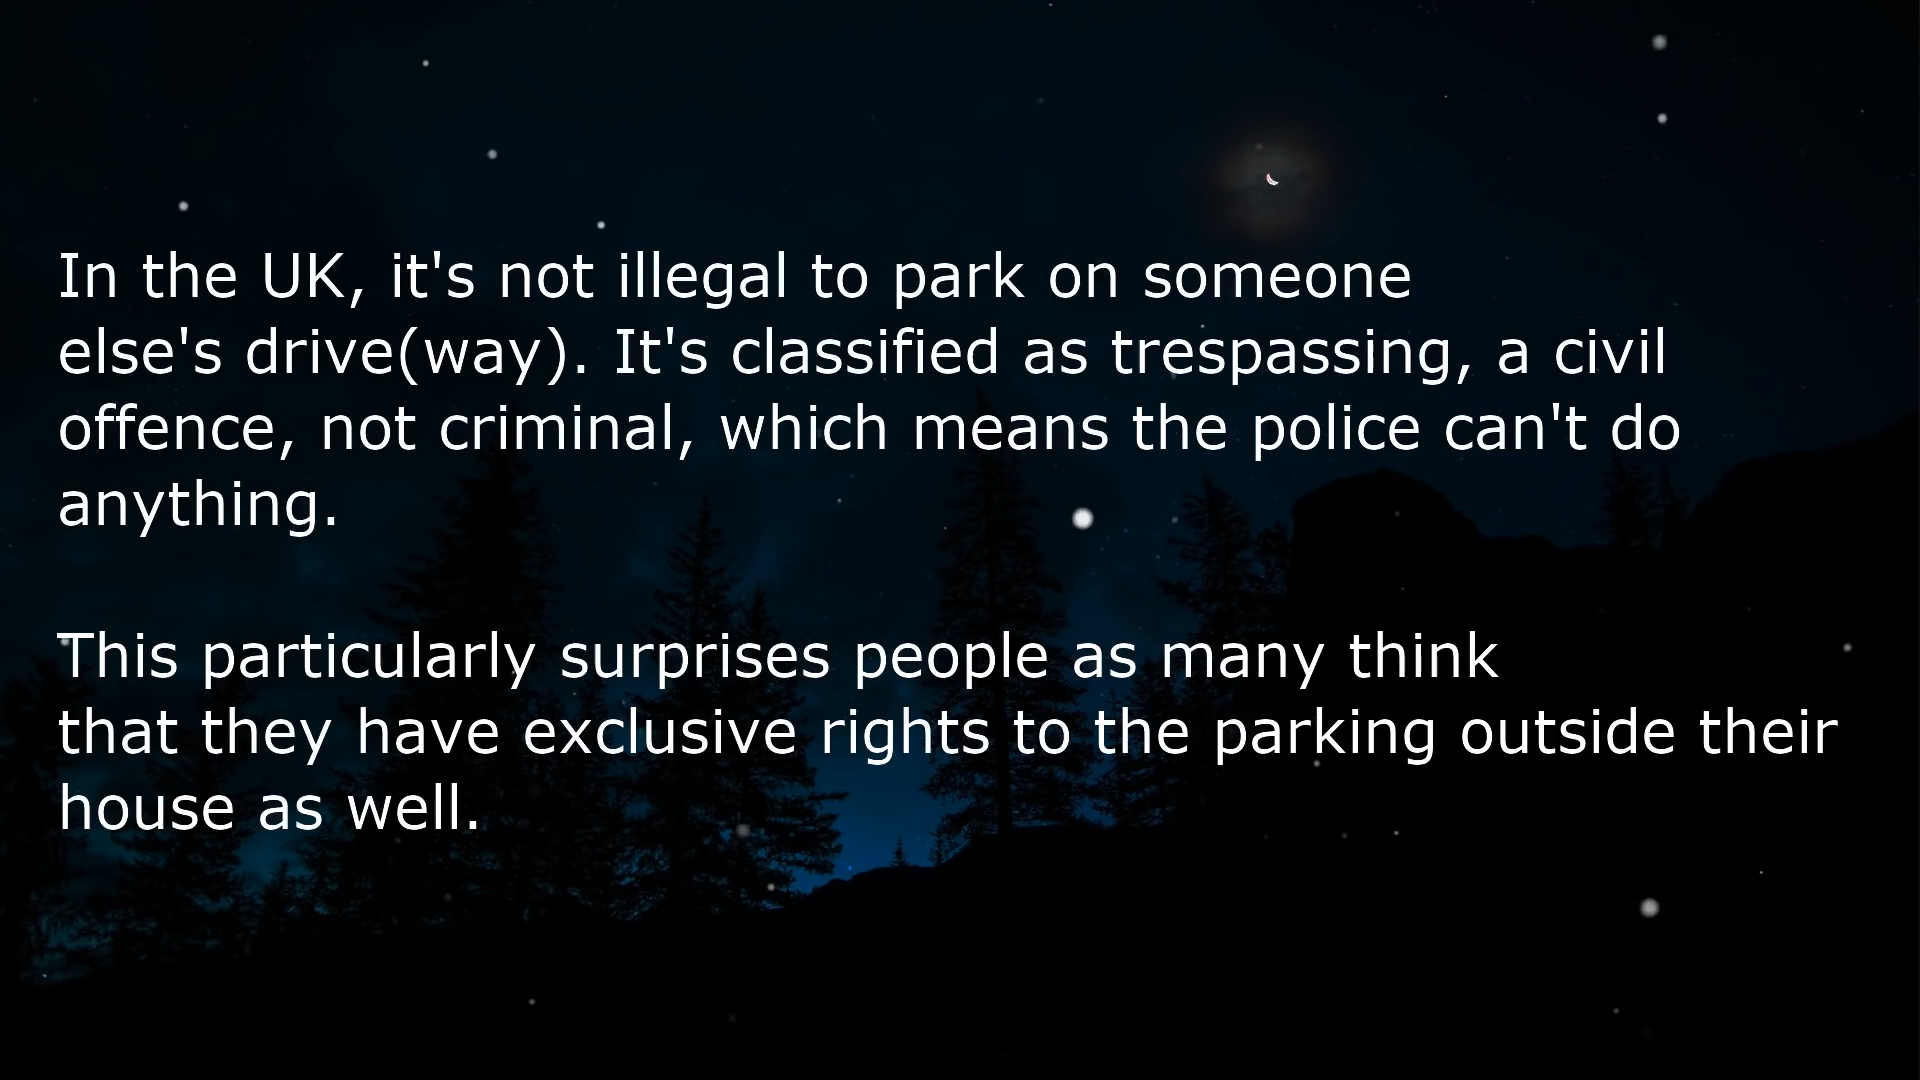 In the UK, it's not illegal to park on someone
else's drive(way). It's classified as trespassing, a civil
offence, not criminal, which means the police can't do
anything.
This particularly surprises people as many think
that they have exclusive rights to the parking outside their
house as well.